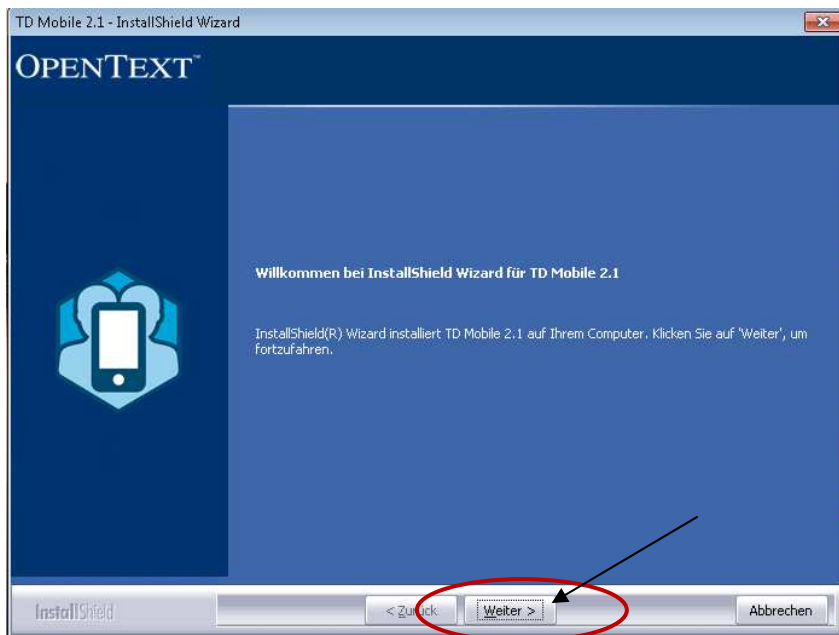 TD Mobile 2.1 - InstallShield Wizard
OPENTEXT™
Willkommen bei InstallShield Wizard für TD Mobile 2.1
InstallShield(R) Wizard installiert TD Mobile 2.1 auf Ihrem Computer. Klicken Sie auf 'Weiter', um
fortzufahren.
InstallShield
< Zurück
Weiter >
Abbrechen